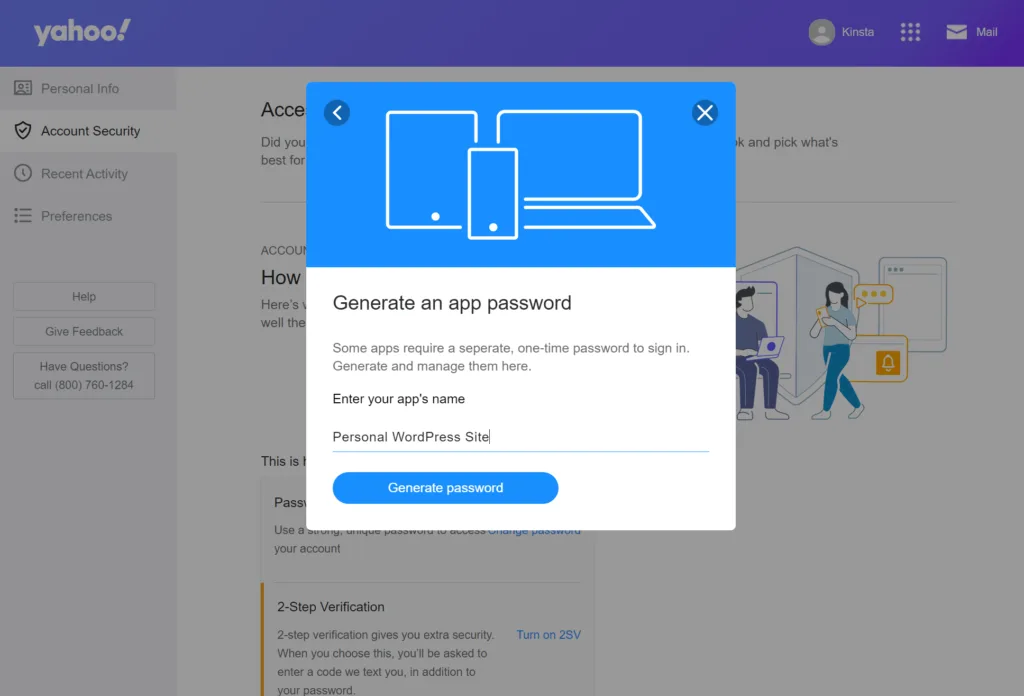 yahoo!
Kinsta
Mail
Personal Info
Account Security
Recent Activity
Preferences
Help
Give Feedback
Have Questions?
call (800) 760-1284
Acce
Did you
ok and pick what's
best for
ACCOUN
How
Here's
well the
Generate an app password
Some apps require a seperate, one-time password to sign in.
Generate and manage them here.
Enter your app's name
Personal WordPress Site
Generate password
This is
Passw
Use a strong, unique password to access
Change password
your account
2-Step Verification
2-step verification gives you extra security.
Turn on 2SV
When you choose this, you'll be asked to
enter a code we text you, in addition to
your password.